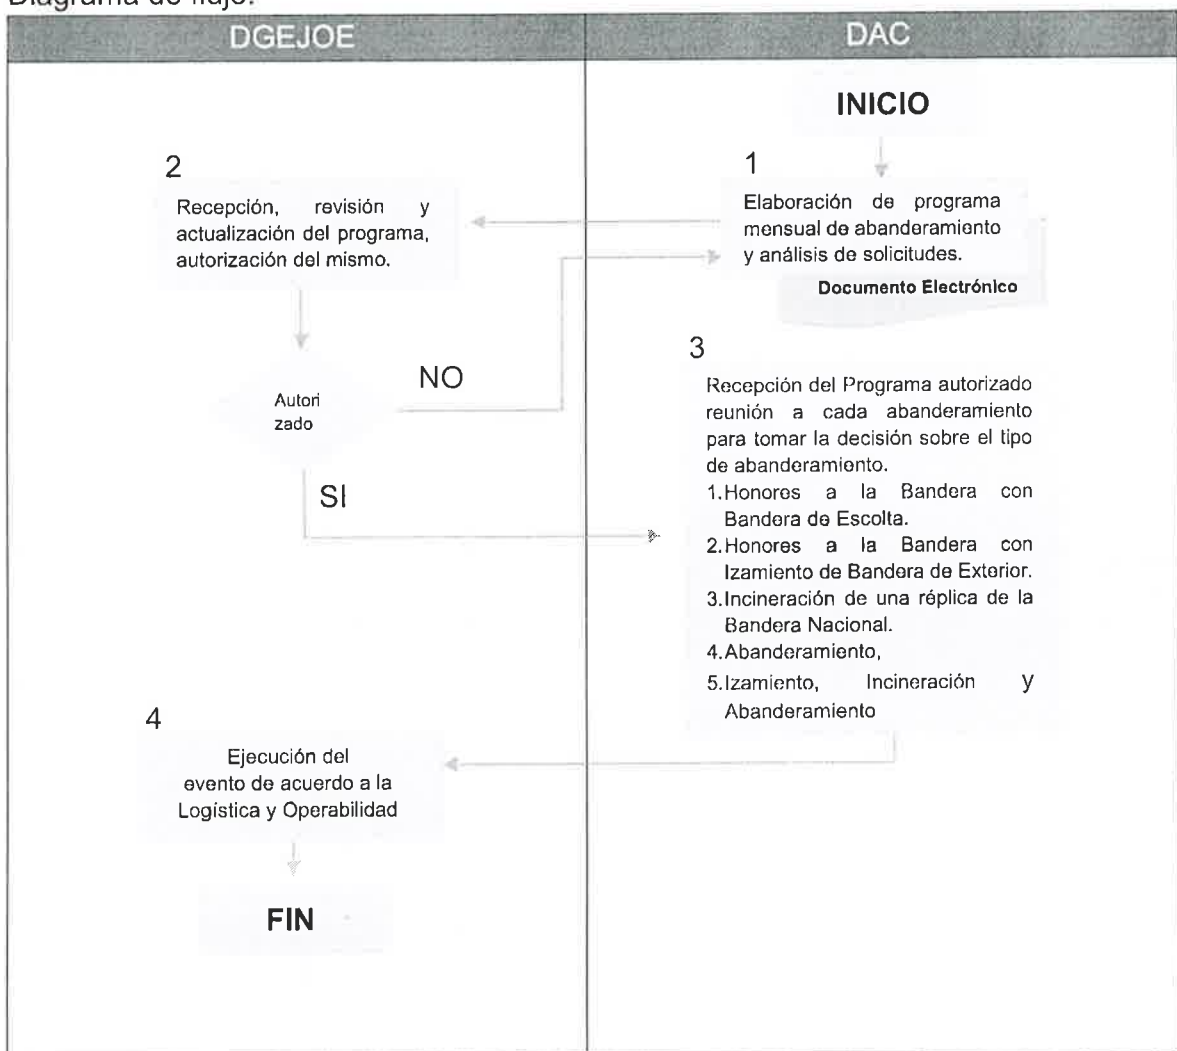 Diagrama de flujo:
DGEJOE
DAC
INICIO
1
Elaboración de programa
mensual de abanderamiento
y análisis de solicitudes.
Documento Electrónico
2
Recepción, revisión y
actualización del programa,
autorización del mismo.
Autori
zado
NO
SI
3
Recepción del Programa autorizado
reunión a cada abanderamiento
para tomar la decisión sobre el tipo
de abanderamiento.
1.Honores a la Bandera con
Bandera de Escolta.
2.Honores a la Bandera con
Izamiento de Bandera de Exterior.
3.Incineración de una réplica de la
Bandera Nacional.
4.Abanderamiento,
5.Izamiento, Incineración y
Abanderamiento
4
Ejecución del
evento de acuerdo a la
Logística y Operabilidad
FIN